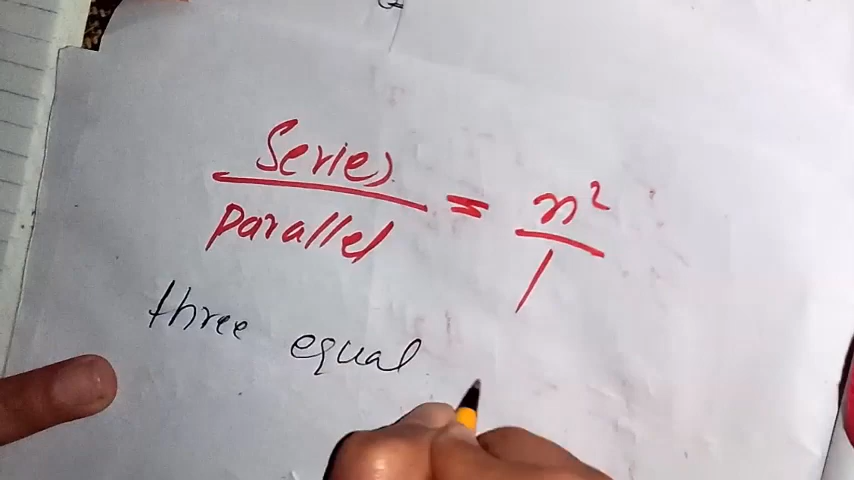 Series
parallel
= n²
1
three equal